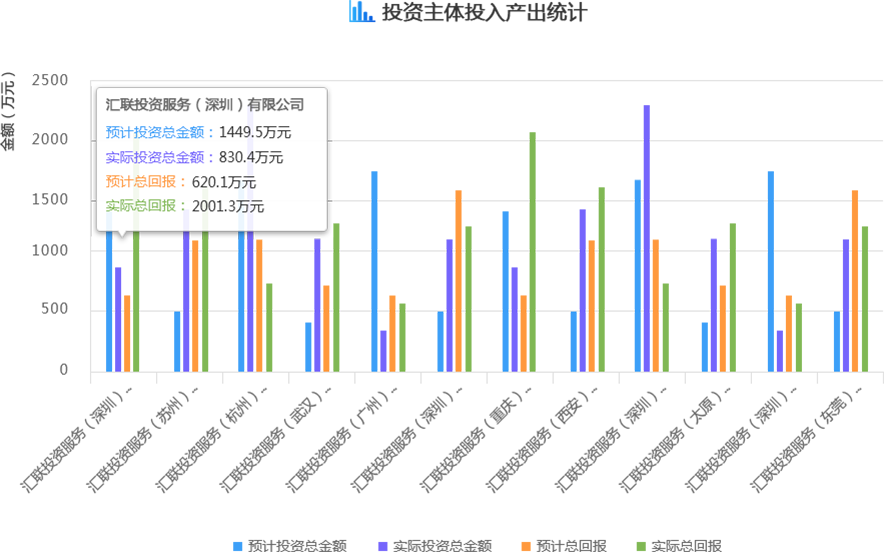 投资主体投入产出统计
金额（万元）
2500
2000
1500
1000
500
0
汇联投资服务（深圳）有限公司
预计投资总金额：1449.5万元
实际投资总金额：830.4万元
预计总回报：620.1万元
实际总回报：2001.3万元
汇联投资服务（深圳）~
汇联投资服务（苏州）~
汇联投资服务（杭州）~
汇联投资服务（武汉）~
汇联投资服务（广州）~
汇联投资服务（深圳）~
汇联投资服务（重庆）~
汇联投资服务（西安）~
汇联投资服务（深圳）~
汇联投资服务（太原）~
汇联投资服务（深圳）~
汇联投资服务（东莞）~
预计投资总金额 实际投资总金额 预计总回报 实际总回报